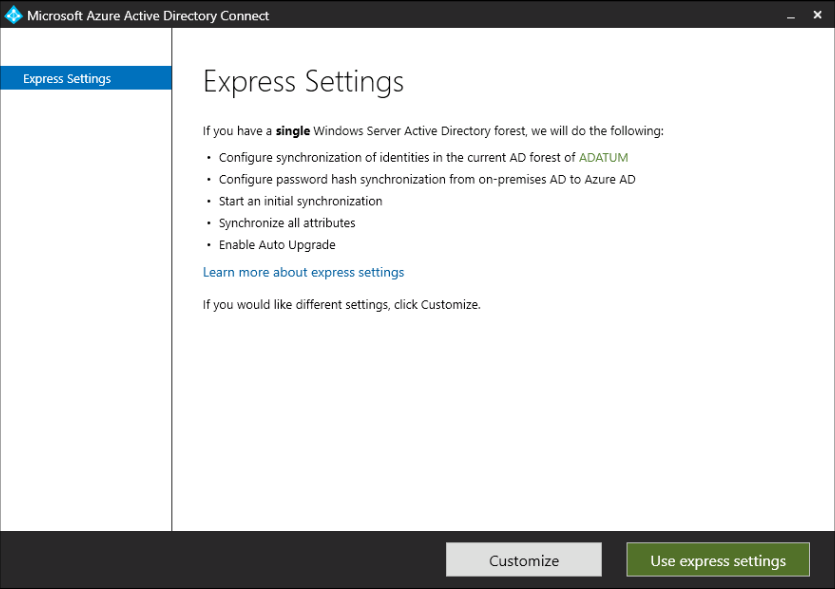 Microsoft Azure Active Directory Connect
Express Settings
Express Settings
If you have a single Windows Server Active Directory forest, we will do the following:
• Configure synchronization of identities in the current AD forest of ADATUM
• Configure password hash synchronization from on-premises AD to Azure AD
• Start an initial synchronization
• Synchronize all attributes
• Enable Auto Upgrade
Learn more about express settings
If you would like different settings, click Customize.
Customize
Use express settings